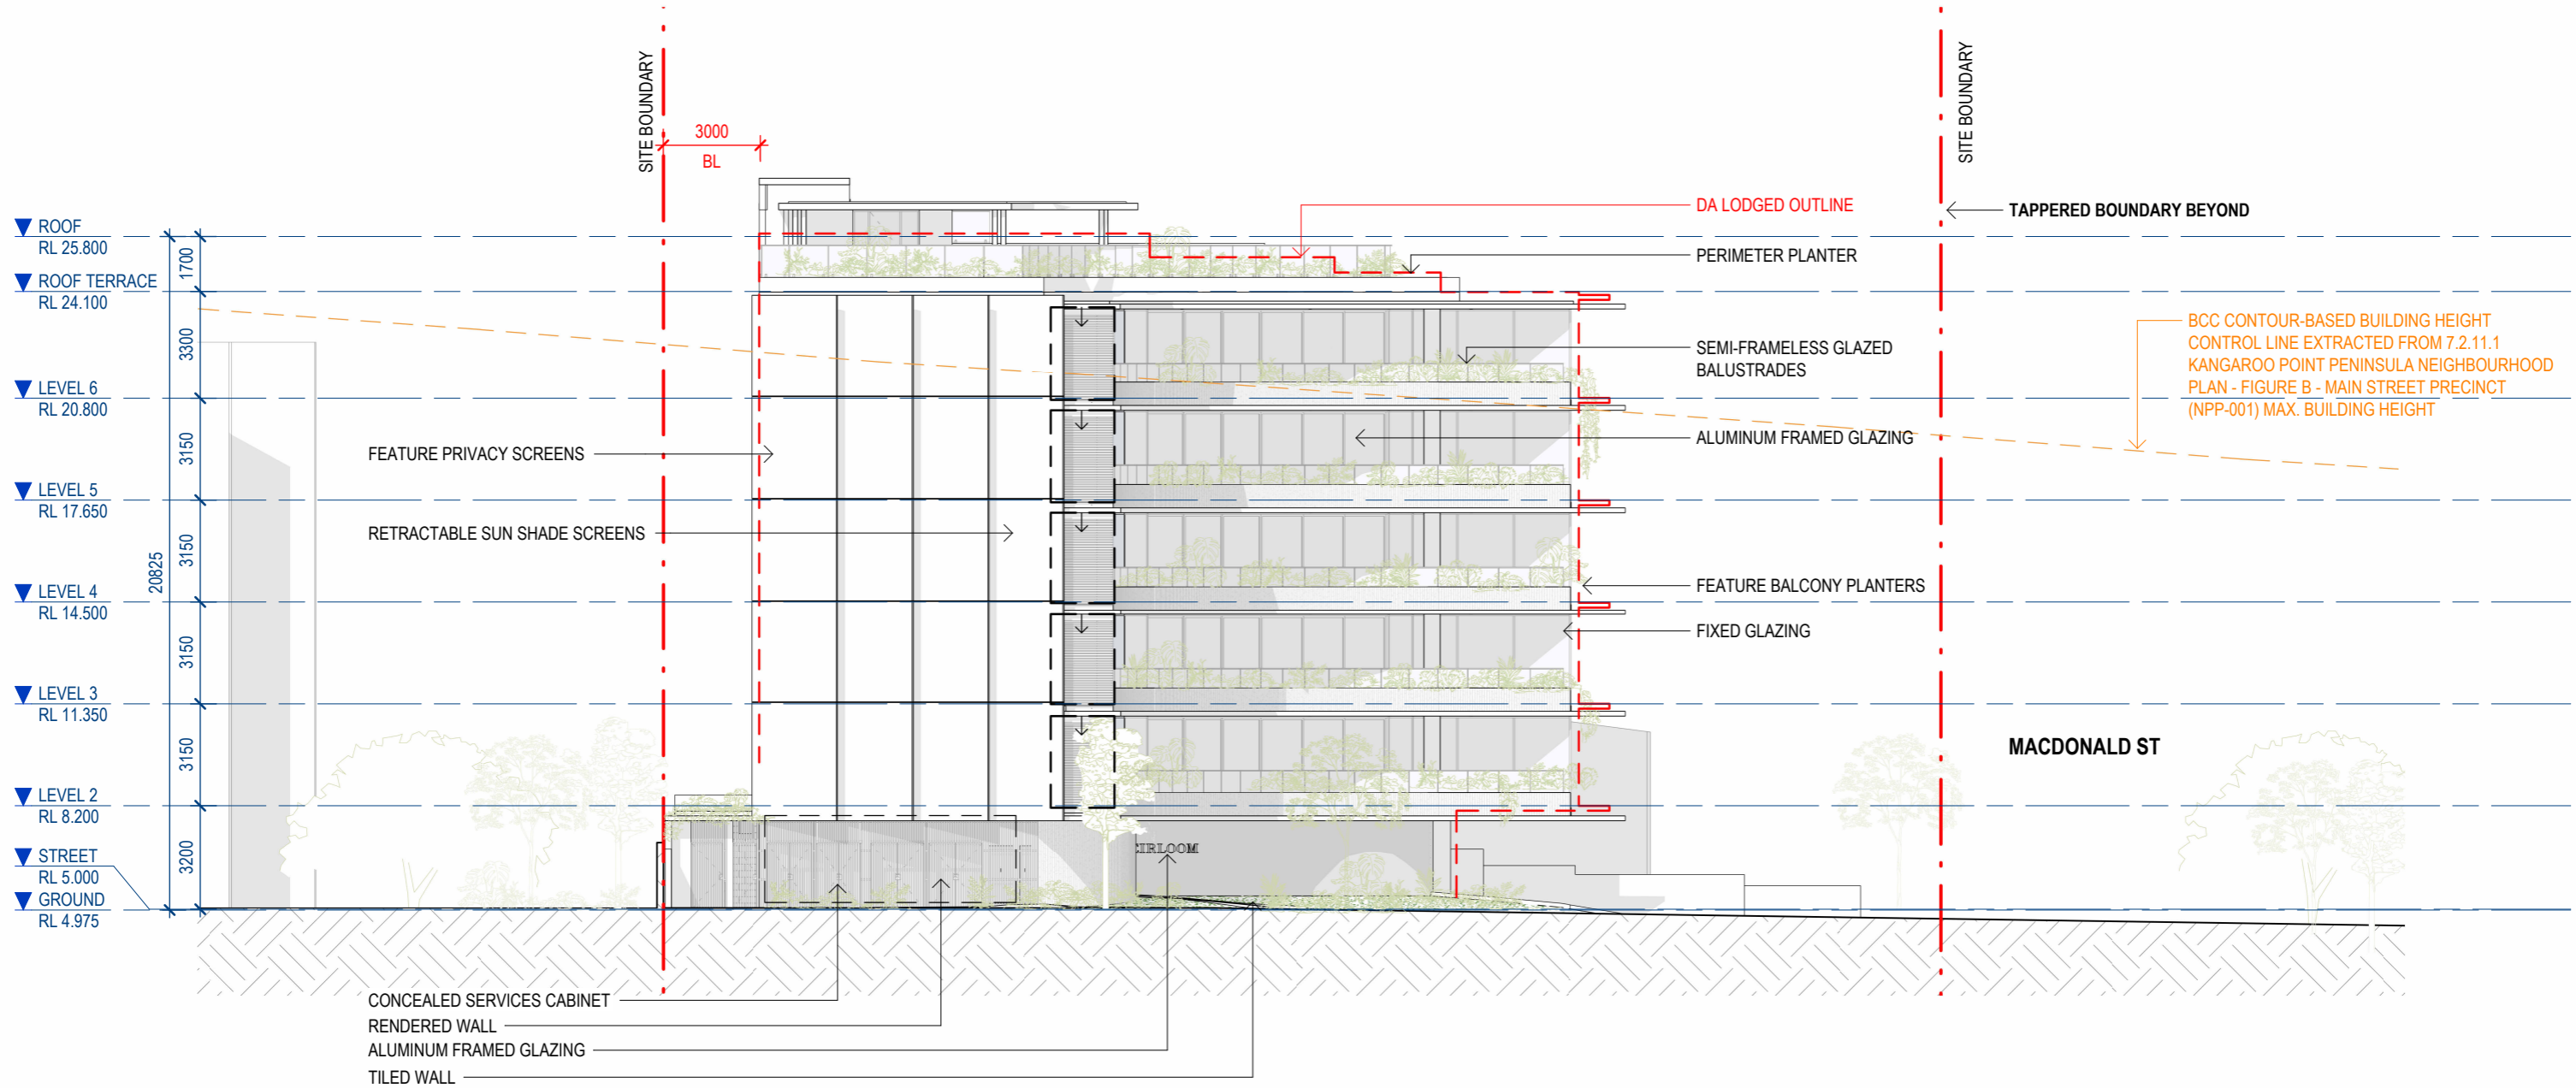 SITE BOUNDARY
SITE BOUNDARY
3000
BL
DA LODGED OUTLINE
TAPPERED BOUNDARY BEYOND
PERIMETER PLANTER
ROOF
RL 25.800
1700
ROOF TERRACE
RL 24.100
3300
BCC CONTOUR-BASED BUILDING HEIGHT
CONTROL LINE EXTRACTED FROM 7.2.11.1
KANGAROO POINT PENINSULA NEIGHBOURHOOD
PLAN - FIGURE B - MAIN STREET PRECINCT
(NPP-001) MAX. BUILDING HEIGHT
SEMI-FRAMELESS GLAZED
BALUSTRADES
LEVEL 6
RL 20.800
3150
ALUMINUM FRAMED GLAZING
FEATURE PRIVACY SCREENS
LEVEL 5
RL 17.650
3150
RETRACTABLE SUN SHADE SCREENS
20825
FEATURE BALCONY PLANTERS
LEVEL 4
RL 14.500
3150
FIXED GLAZING
LEVEL 3
RL 11.350
3150
MACDONALD ST
LEVEL 2
RL 8.200
3200
EIRLOOM
STREET
RL 5.000
GROUND
RL 4.975
CONCEALED SERVICES CABINET
RENDERED WALL
ALUMINUM FRAMED GLAZING
TILED WALL